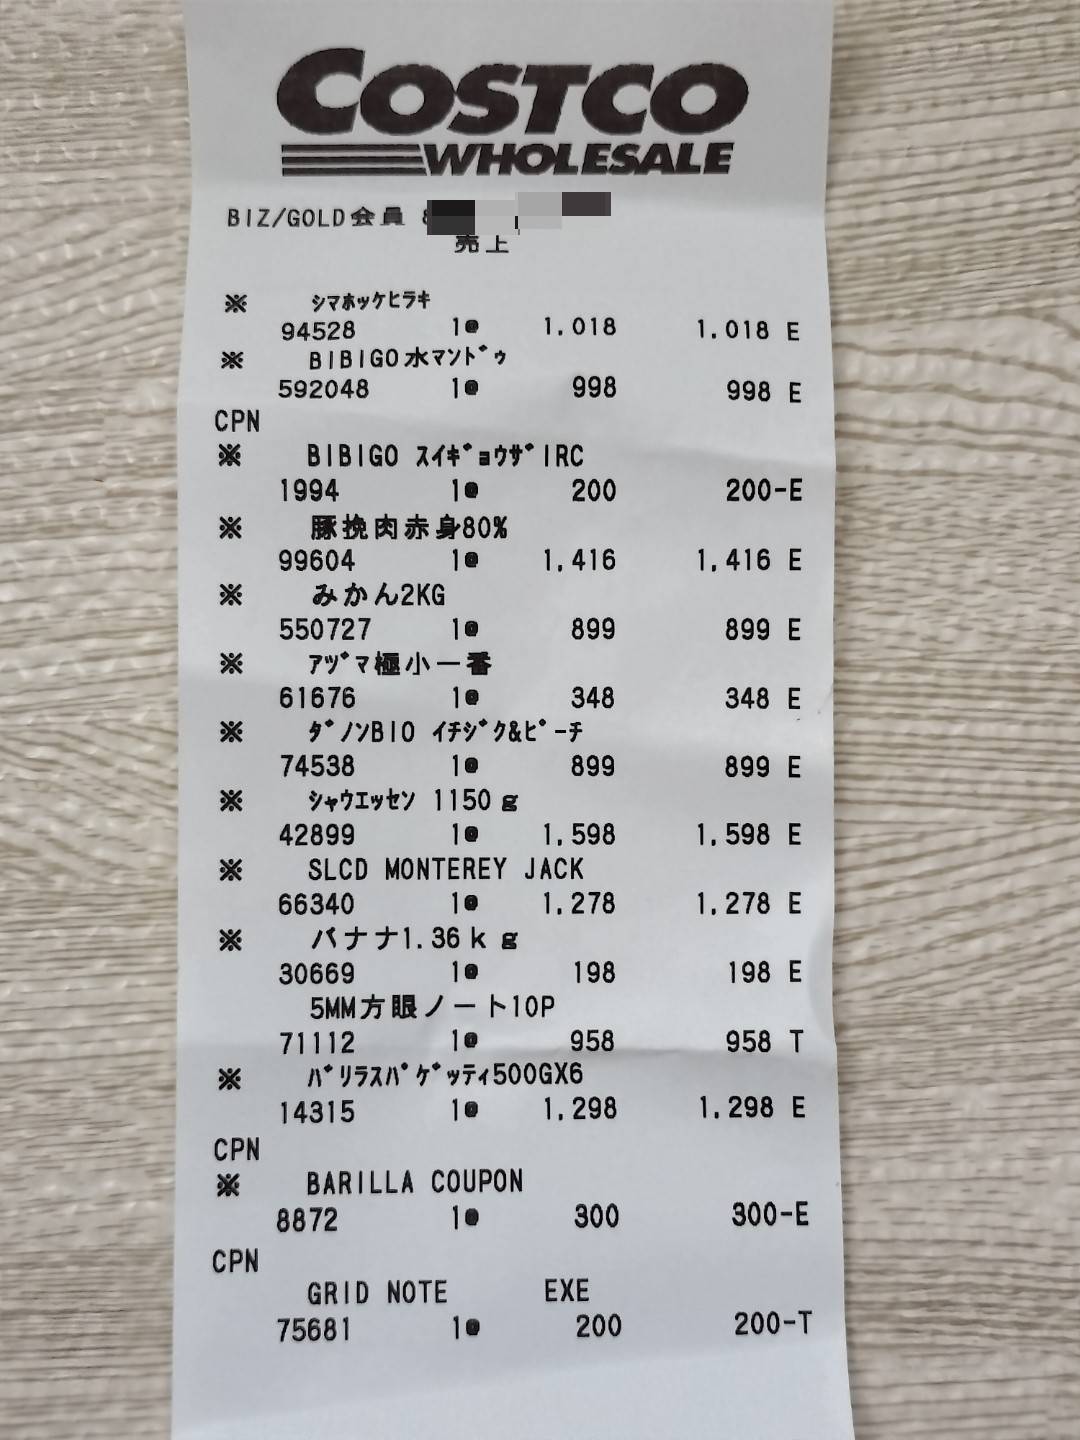 COSTCO
WHOLESALE
BIZ/GOLD会員
売上
※ ｼﾏﾎｯｹﾋﾗｷ
94528 1@ 1,018 1,018 E
※ BIBIGO水ﾏﾝﾄﾞｩ
592048 1@ 998 998 E
CPN
※ BIBIGO ｽｲｷﾞｮｳｻﾞIRC
1994 1@ 200 200-E
※ 豚挽肉赤身80%
99604 1@ 1,416 1,416 E
※ みかん2KG
550727 1@ 899 899 E
※ ｱﾂﾞﾏ極小一番
61676 1@ 348 348 E
※ ﾀﾞﾉﾝBIO ｲﾁｼﾞｸ&ﾋﾟｰﾁ
74538 1@ 899 899 E
※ ｼｬｳエｯｾﾝ 1150ｇ
42899 1@ 1,598 1,598 E
※ SLCD MONTEREY JACK
66340 1@ 1,278 1,278 E
※ バナナ1.36ｋｇ
30669 1@ 198 198 E
5MM方眼ノート10P
71112 1@ 958 958 T
※ ﾊﾞﾘﾗｽﾊﾟｹﾞｯﾃｨ500GX6
14315 1@ 1,298 1,298 E
CPN
※ BARILLA COUPON
8872 1@ 300 300-E
CPN
GRID NOTE EXE
75681 1@ 200 200-T